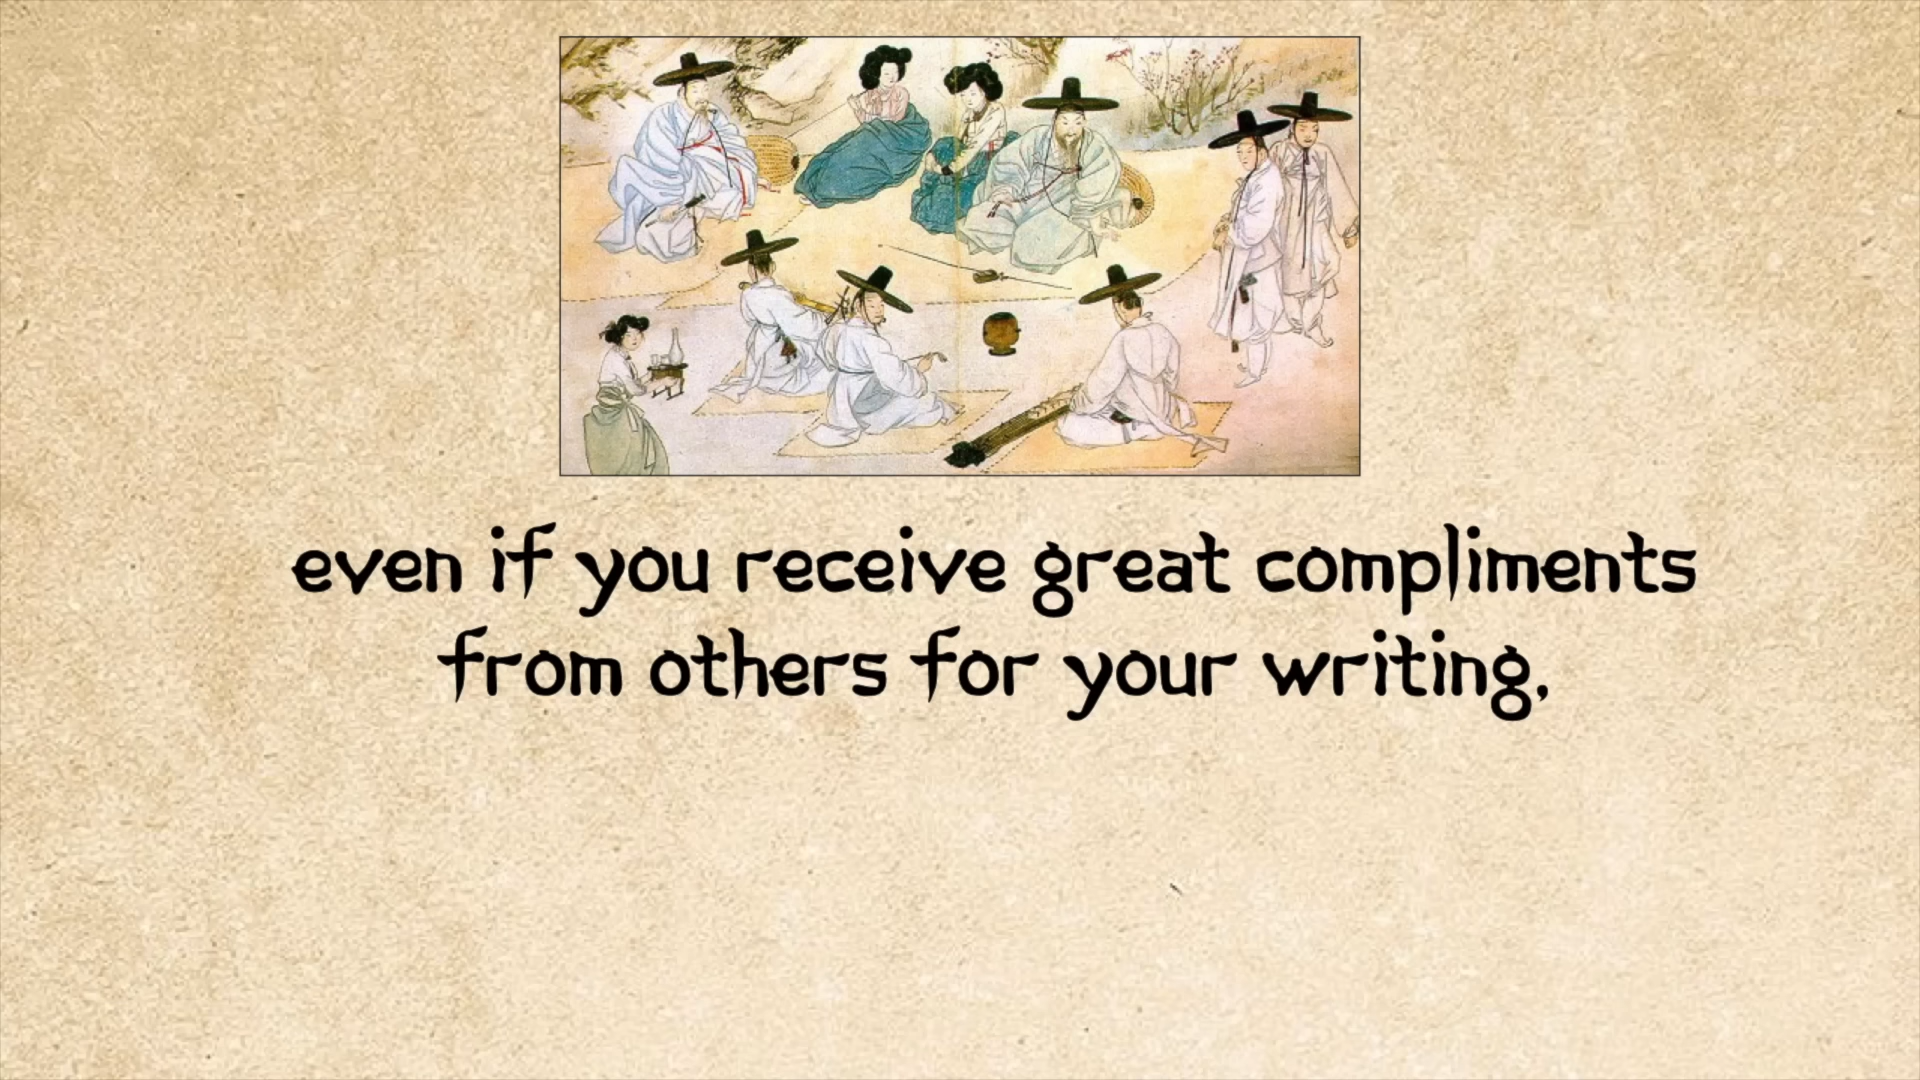 even if you receive great compliments
from others for your writing,